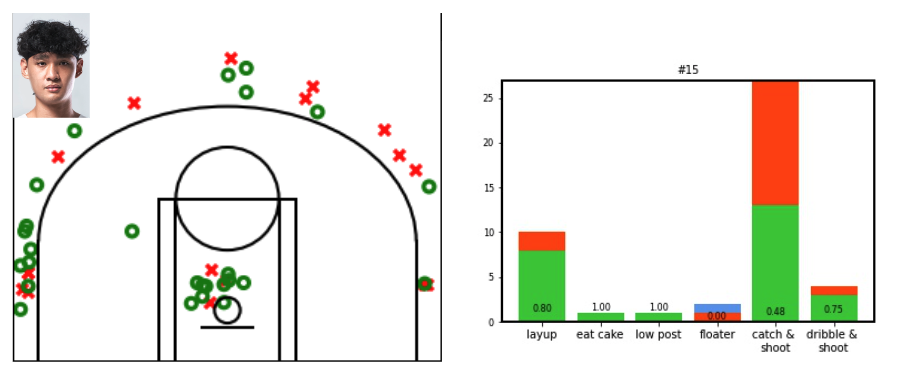 #15
25
20
15
10
5
0
0.80
1.00
1.00
0.00
0.48
0.75
layup
eat cake
low post
floater
catch &
shoot
dribble &
shoot